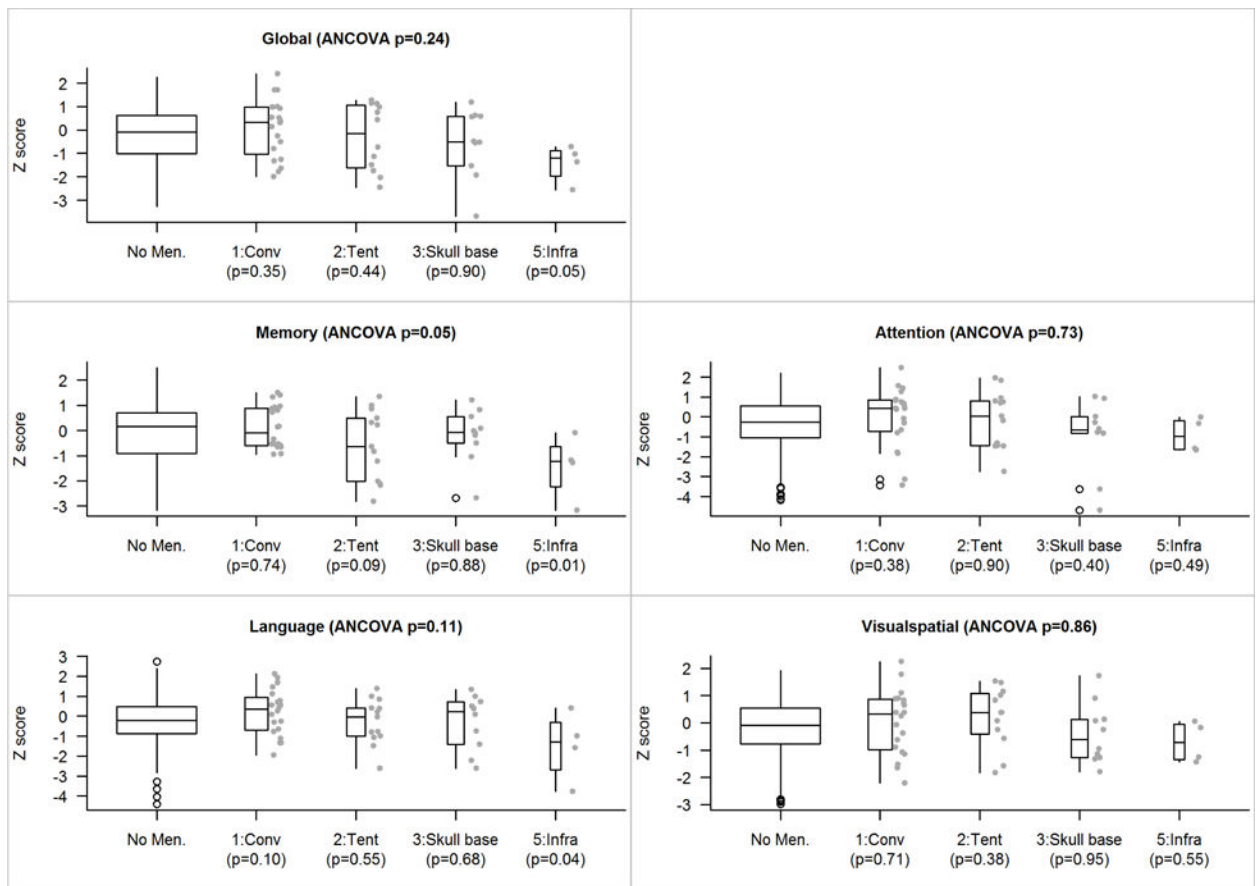 Global (ANCOVA p=0.24)
2
1
0
-1
-2
-3
Z score
No Men.
1:Conv
(p=0.35)
2:Tent
(p=0.44)
3:Skull base
(p=0.90)
5:Infra
(p=0.05)
Memory (ANCOVA p=0.05)
2
1
0
-1
-2
-3
Z score
No Men.
1:Conv
(p=0.74)
2:Tent
(p=0.09)
3:Skull base
(p=0.88)
5:Infra
(p=0.01)
Attention (ANCOVA p=0.73)
2
1
0
-1
-2
-3
-4
Z score
No Men.
1:Conv
(p=0.38)
2:Tent
(p=0.90)
3:Skull base
(p=0.40)
5:Infra
(p=0.49)
Language (ANCOVA p=0.11)
3
2
1
0
-1
-2
-3
-4
Z score
No Men.
1:Conv
(p=0.10)
2:Tent
(p=0.55)
3:Skull base
(p=0.68)
5:Infra
(p=0.04)
Visualspatial (ANCOVA p=0.86)
2
1
0
-1
-2
-3
Z score
No Men.
1:Conv
(p=0.71)
2:Tent
(p=0.38)
3:Skull base
(p=0.95)
5:Infra
(p=0.55)